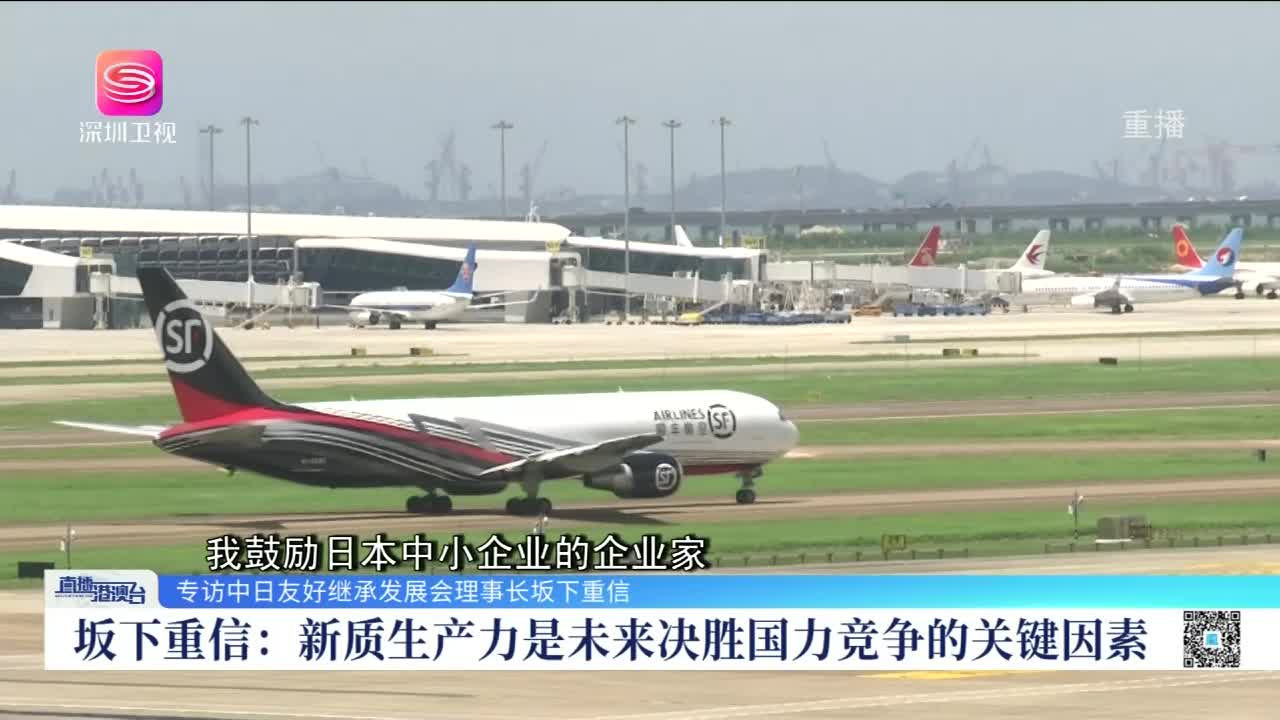 深圳卫视
重播
SF
AIRLINES SF
SF
我鼓励日本中小企业的企业家
直播港澳台
专访中日友好继承发展会理事长坂下重信
坂下重信：新质生产力是未来决胜国力竞争的关键因素